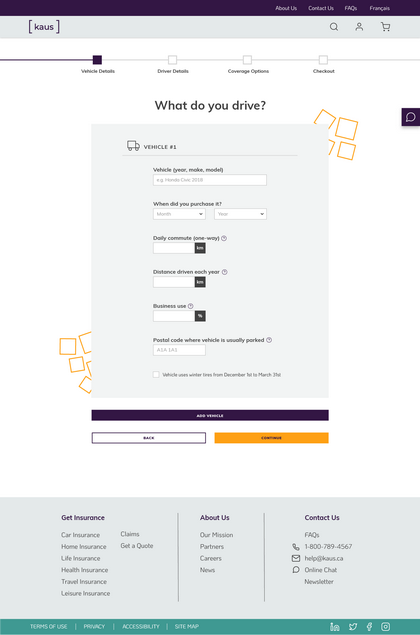 About Us Contact Us FAQs Français
[ kaus ]
Vehicle Details Driver Details Coverage Options Checkout
What do you drive?
VEHICLE #1
Vehicle (year, make, model)
e.g. Honda Civic 2019
When did you purchase it?
Month Year
Daily commute (one-way) ?
km
Distance driven each year ?
km
Business use ?
%
Postal code where vehicle is usually parked ?
A1A 1A1
Vehicle uses winter tires from December 1st to March 31st
ADD VEHICLE
BACK CONTINUE
Get Insurance About Us Contact Us
Car Insurance Claims Our Mission FAQs
Home Insurance Get a Quote Partners 1-800-789-4567
Life Insurance Careers help@kaus.ca
Health Insurance News Online Chat
Travel Insurance Newsletter
Leisure Insurance
TERMS OF USE | PRIVACY | ACCESSIBILITY | SITE MAP